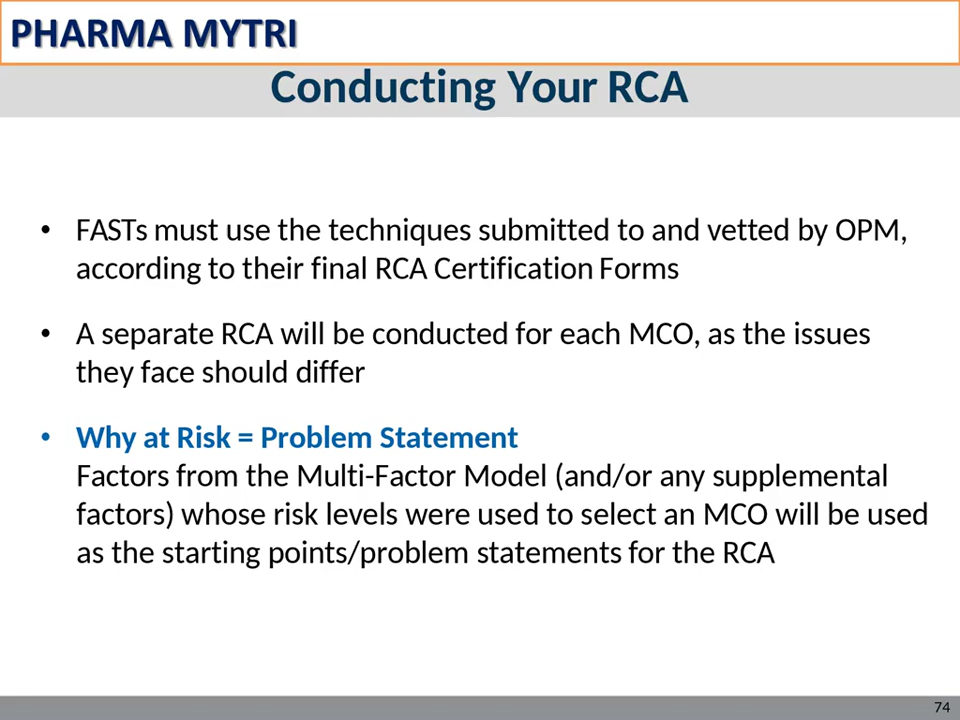 PHARMA MYTRI
Conducting Your RCA
• FASTs must use the techniques submitted to and vetted by OPM,
according to their final RCA Certification Forms
• A separate RCA will be conducted for each MCO, as the issues
they face should differ
• Why at Risk = Problem Statement
Factors from the Multi-Factor Model (and/or any supplemental
factors) whose risk levels were used to select an MCO will be used
as the starting points/problem statements for the RCA
74